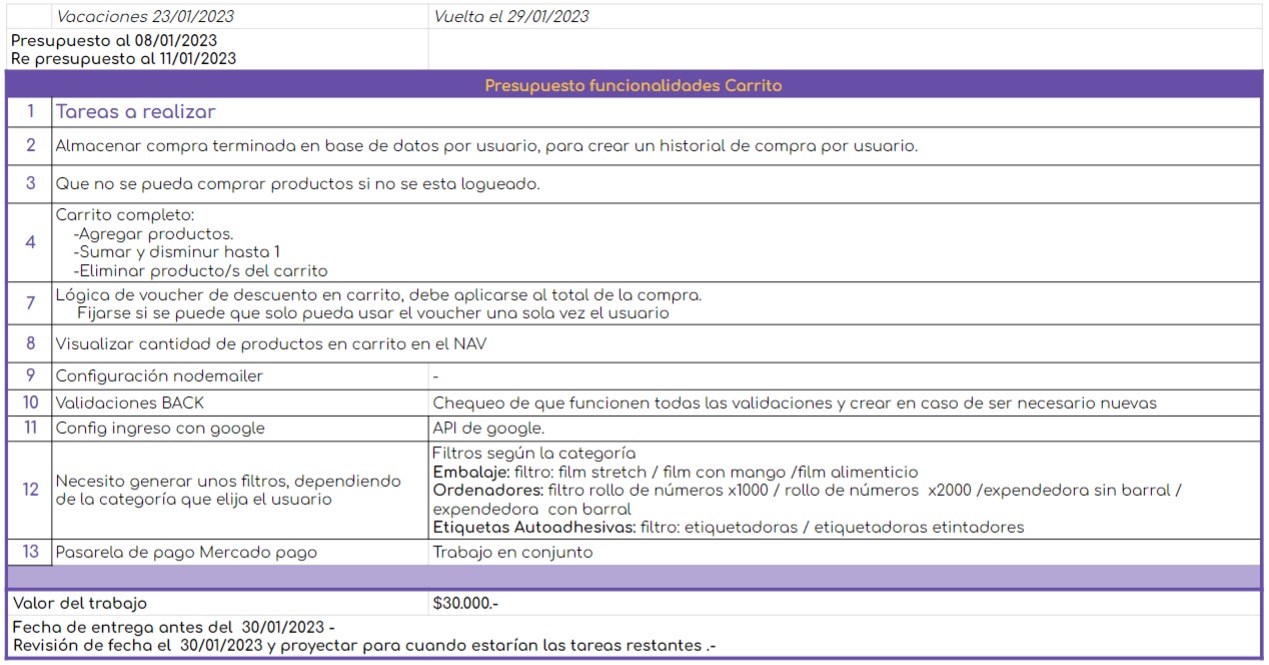 Vacaciones 23/01/2023 Vuelta el 29/01/2023
Presupuesto al 08/01/2023
Re presupuesto al 11/01/2023
Presupuesto funcionalidades Carrito
1 Tareas a realizar
2 Almacenar compra terminada en base de datos por usuario, para crear un historial de compra por usuario.
3 Que no se pueda comprar productos si no se esta logueado.
4 Carrito completo:
-Agregar productos.
-Sumar y disminur hasta 1
-Eliminar producto/s del carrito
7 Lógica de voucher de descuento en carrito, debe aplicarse al total de la compra.
Fijarse si se puede que solo pueda usar el voucher una sola vez el usuario
8 Visualizar cantidad de productos en carrito en el NAV
9 Configuración nodemailer -
10 Validaciones BACK Chequeo de que funcionen todas las validaciones y crear en caso de ser necesario nuevas
11 Config ingreso con google API de google.
12 Necesito generar unos filtros, dependiendo
de la categoría que elija el usuario
Filtros según la categoría
Embalaje: filtro: film stretch / film con mango /film alimenticio
Ordenadores: filtro rollo de números x1000 / rollo de números x2000 /expendedora sin barral /
expendedora con barral
Etiquetas Autoadhesivas: filtro: etiquetadoras / etiquetadoras etintadores
13 Pasarela de pago Mercado pago Trabajo en conjunto
Valor del trabajo $30.000.-
Fecha de entrega antes del 30/01/2023 -
Revisión de fecha el 30/01/2023 y proyectar para cuando estarían las tareas restantes .-